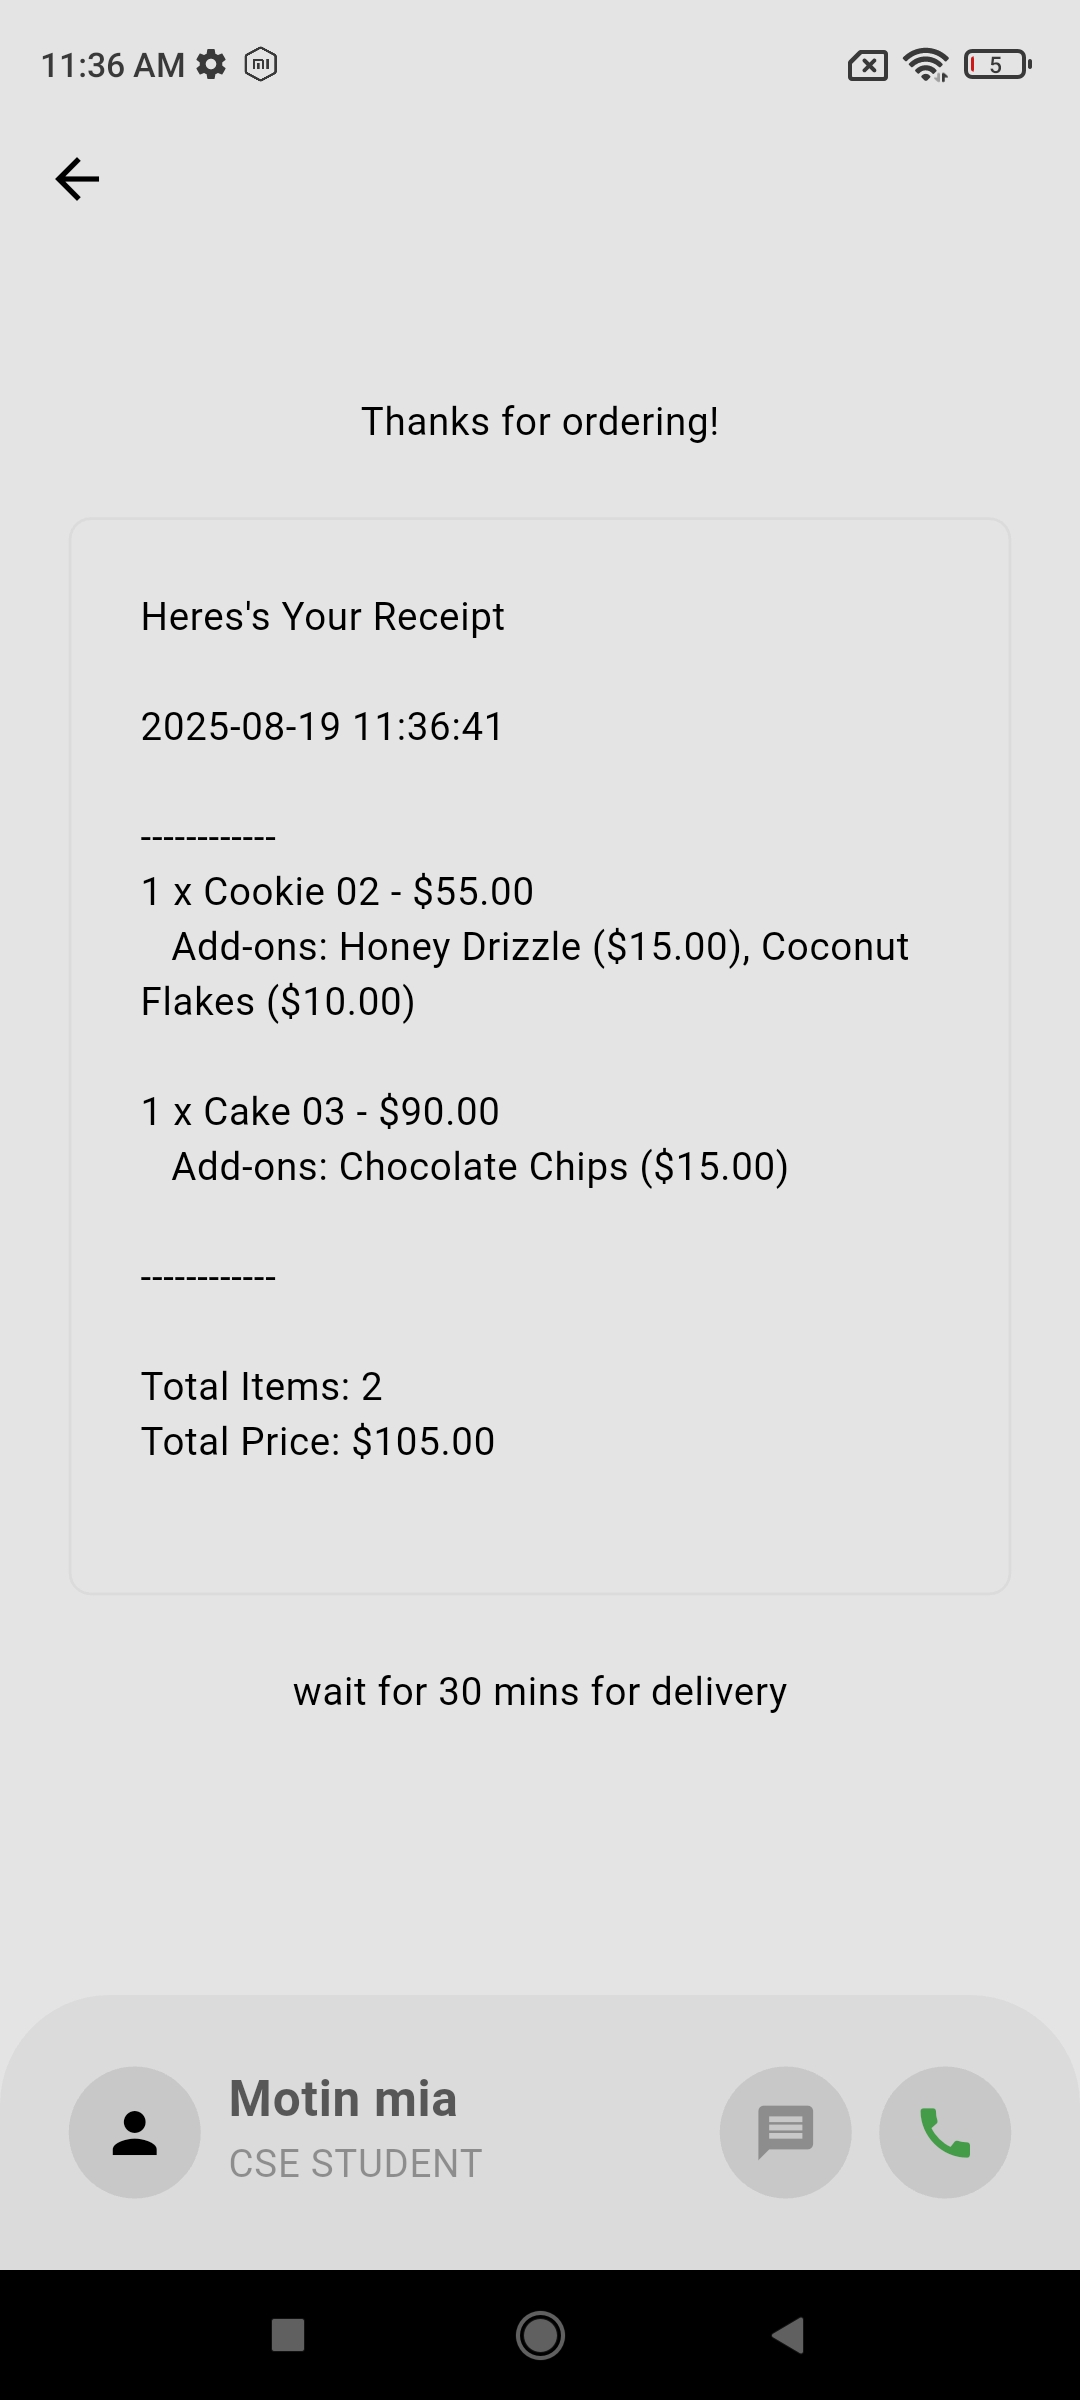 11:36 AM
5
Thanks for ordering!
Heres's Your Receipt
2025-08-19 11:36:41
------------
1 x Cookie 02 - $55.00
Add-ons: Honey Drizzle ($15.00), Coconut
Flakes ($10.00)
1 x Cake 03 - $90.00
Add-ons: Chocolate Chips ($15.00)
------------
Total Items: 2
Total Price: $105.00
wait for 30 mins for delivery
Motin mia
CSE STUDENT